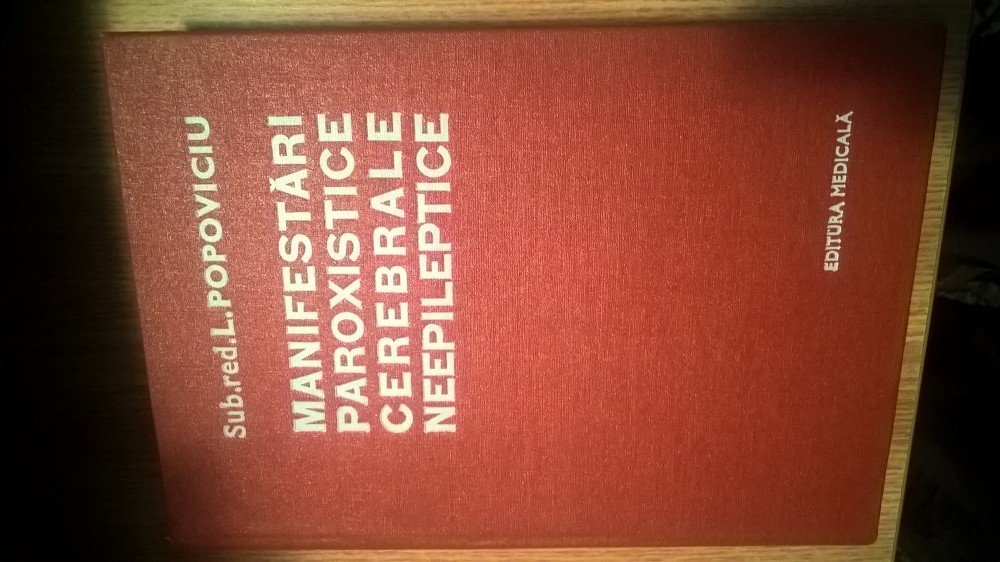 Sub.red.L.POPOVICIU
MANIFESTĂRI
PAROXISTICE
CEREBRALE
NEEPILEPTICE
EDITURA MEDICALĂ